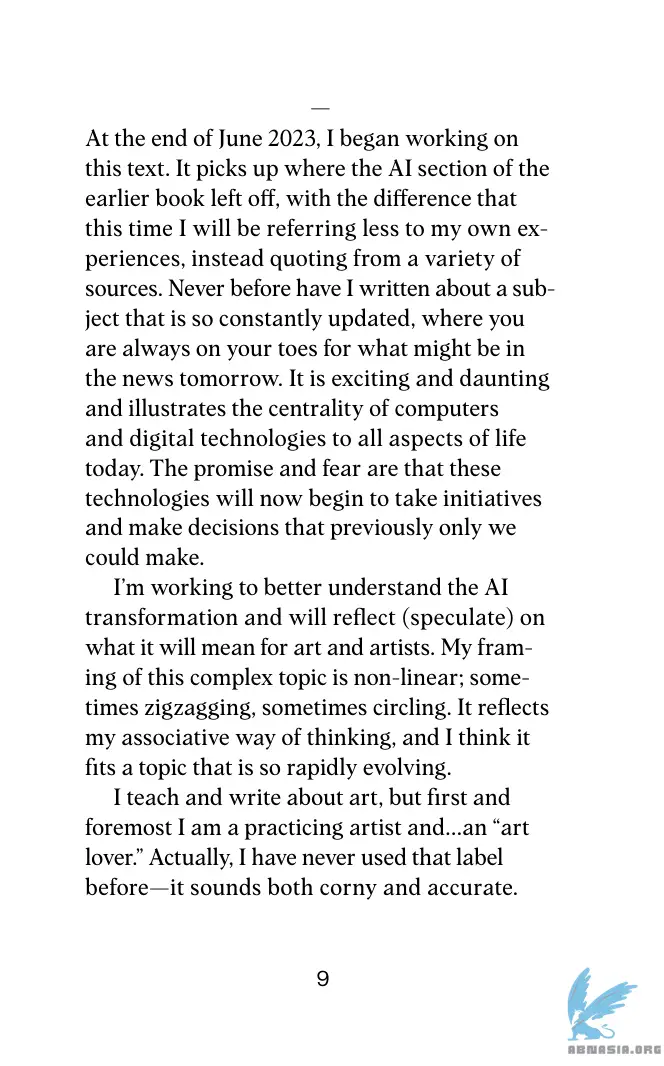 —
At the end of June 2023, I began working on
this text. It picks up where the AI section of the
earlier book left off, with the difference that
this time I will be referring less to my own ex-
periences, instead quoting from a variety of
sources. Never before have I written about a sub-
ject that is so constantly updated, where you
are always on your toes for what might be in
the news tomorrow. It is exciting and daunting
and illustrates the centrality of computers
and digital technologies to all aspects of life
today. The promise and fear are that these
technologies will now begin to take initiatives
and make decisions that previously only we
could make.
I’m working to better understand the AI
transformation and will reflect (speculate) on
what it will mean for art and artists. My fram-
ing of this complex topic is non-linear; some-
times zigzagging, sometimes circling. It reflects
my associative way of thinking, and I think it
fits a topic that is so rapidly evolving.
I teach and write about art, but first and
foremost I am a practicing artist and...an “art
lover.” Actually, I have never used that label
before—it sounds both corny and accurate.
9
ABNASIA.ORG